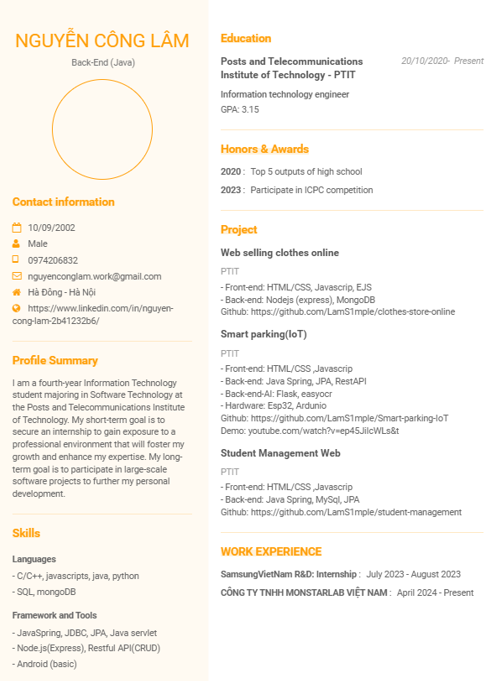 NGUYỄN CÔNG LÂM
Back-End (Java)
Contact information
10/09/2002
Male
0974206832
nguyenconglam.work@gmail.com
Hà Đông - Hà Nội
https://www.linkedin.com/in/nguyen-
cong-lam-2b41232b6/
Profile Summary
I am a fourth-year Information Technology
student majoring in Software Technology at
the Posts and Telecommunications Institute
of Technology. My short-term goal is to
secure an internship to gain exposure to a
professional environment that will foster my
growth and enhance my expertise. My long-
term goal is to participate in large-scale
software projects to further my personal
development.
Skills
Languages
- C/C++, javascripts, java, python
- SQL, mongoDB
Framework and Tools
- JavaSpring, JDBC, JPA, Java servlet
- Node.js(Express), Restful API(CRUD)
- Android (basic)
Education
Posts and Telecommunications 20/10/2020- Present
Institute of Technology - PTIT
Information technology engineer
GPA: 3.15
Honors & Awards
2020 : Top 5 outputs of high school
2023 : Participate in ICPC competition
Project
Web selling clothes online
PTIT
- Front-end: HTML/CSS, Javascrip, EJS
- Back-end: Nodejs (express), MongoDB
Github: https://github.com/LamS1mple/clothes-store-online
Smart parking(IoT)
PTIT
- Front-end: HTML/CSS ,Javascrip
- Back-end: Java Spring, JPA, RestAPI
- Back-end-AI: Flask, easyocr
- Hardware: Esp32, Ardunio
Github: https://github.com/LamS1mple/Smart-parking-IoT
Demo: youtube.com/watch?v=ep45JilcWLs&t
Student Management Web
PTIT
- Front-end: HTML/CSS ,Javascrip
- Back-end: Java Spring, MySql, JPA
Github: https://github.com/LamS1mple/student-management
WORK EXPERIENCE
SamsungVietNam R&D: Internship : July 2023 - August 2023
CÔNG TY TNHH MONSTARLAB VIỆT NAM : April 2024 - Present